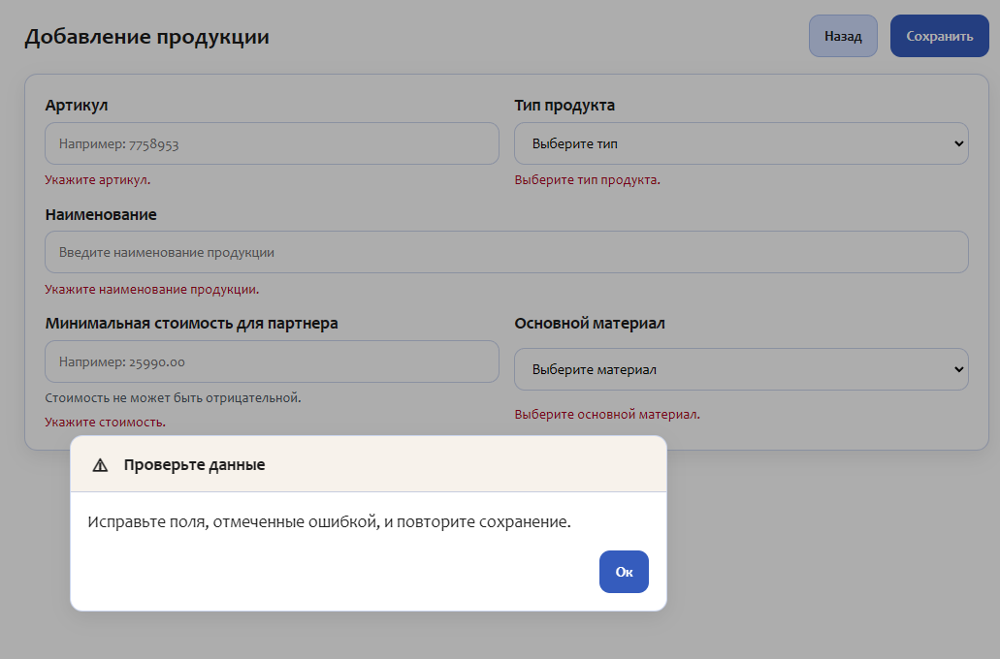 Добавление продукции
Назад
Сохранить
Артикул
Тип продукта
Например: 7758953
Выберите тип
Укажите артикул.
Выберите тип продукта.
Наименование
Введите наименование продукции
Укажите наименование продукции.
Минимальная стоимость для партнера
Основной материал
Например: 25990.00
Выберите материал
Стоимость не может быть отрицательной.
Укажите стоимость.
Выберите основной материал.
Проверьте данные
Исправьте поля, отмеченные ошибкой, и повторите сохранение.
Ок